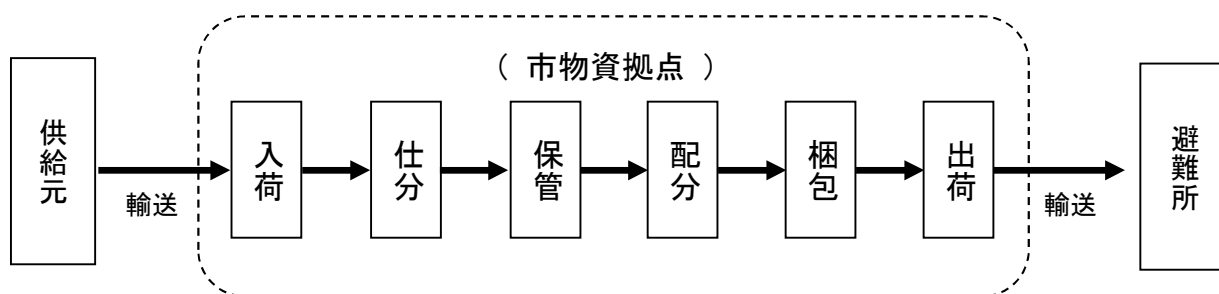 （ 市物資拠点 ）
供給元
輸送
入荷
仕分
保管
配分
梱包
出荷
輸送
避難所